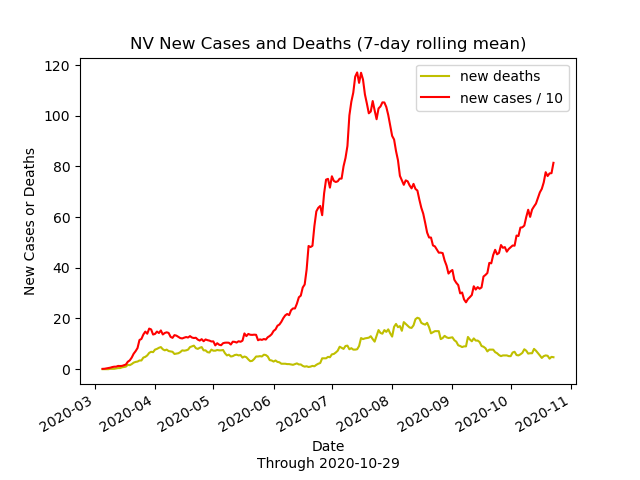 NV New Cases and Deaths (7-day rolling mean)
new deaths
new cases / 10
New Cases or Deaths
120
100
80
60
40
20
0
2020-03
2020-04
2020-05
2020-06
2020-07
2020-08
2020-09
2020-10
2020-11
Date
Through 2020-10-29